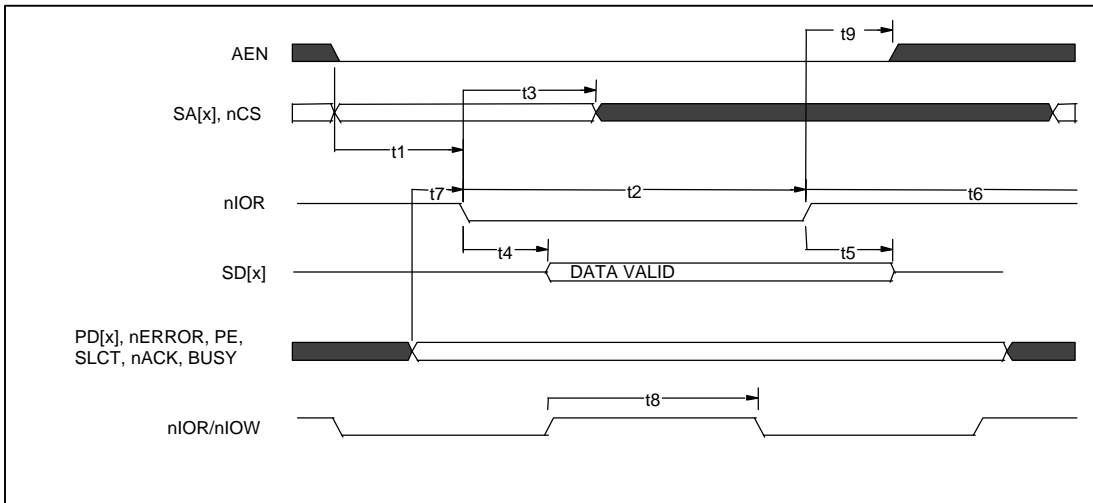 t9
AEN
t3
SA[x], nCS
t1
t7
t2
t6
nIOR
t4
t5
SD[x]
DATA VALID
PD[x], nERROR, PE,
SLCT, nACK, BUSY
t8
nIOR/nIOW